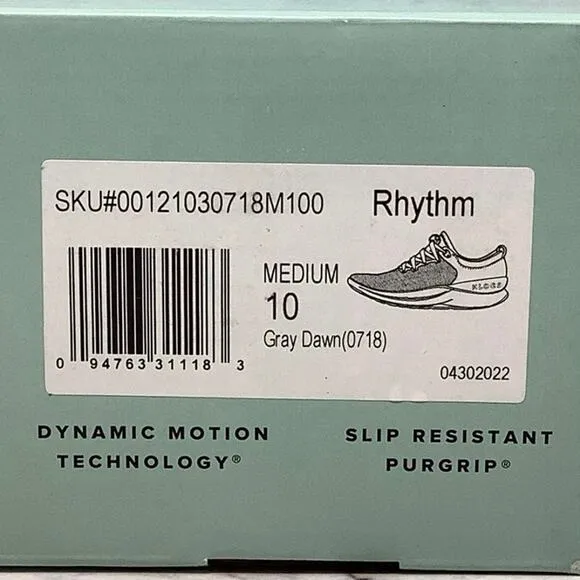 SKU#00121030718M100
Rhythm
MEDIUM
10
KLOGS
Gray Dawn(0718)
0 94763 31118 3
04302022
DYNAMIC MOTION
TECHNOLOGY®
SLIP RESISTANT
PURGRIP®